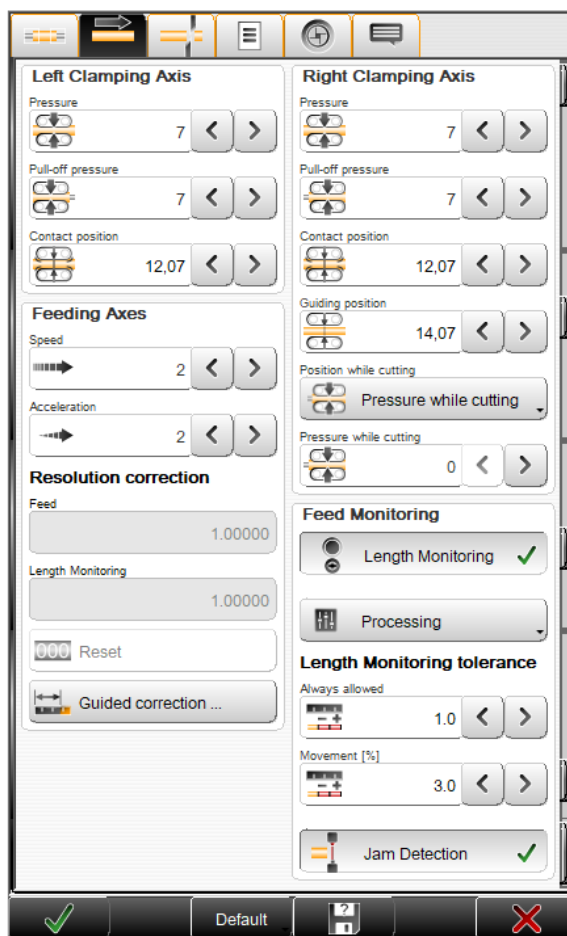 Left Clamping Axis
Pressure
7
Pull-off pressure
7
Contact position
12,07
Feeding Axes
Speed
2
Acceleration
2
Resolution correction
Feed
1.00000
Length Monitoring
1.00000
000 Reset
Guided correction ...
Right Clamping Axis
Pressure
7
Pull-off pressure
7
Contact position
12,07
Guiding position
14,07
Position while cutting
Pressure while cutting
Pressure while cutting
0
Feed Monitoring
Length Monitoring
Processing
Length Monitoring tolerance
Always allowed
1.0
Movement [%]
3.0
Jam Detection
Default
?